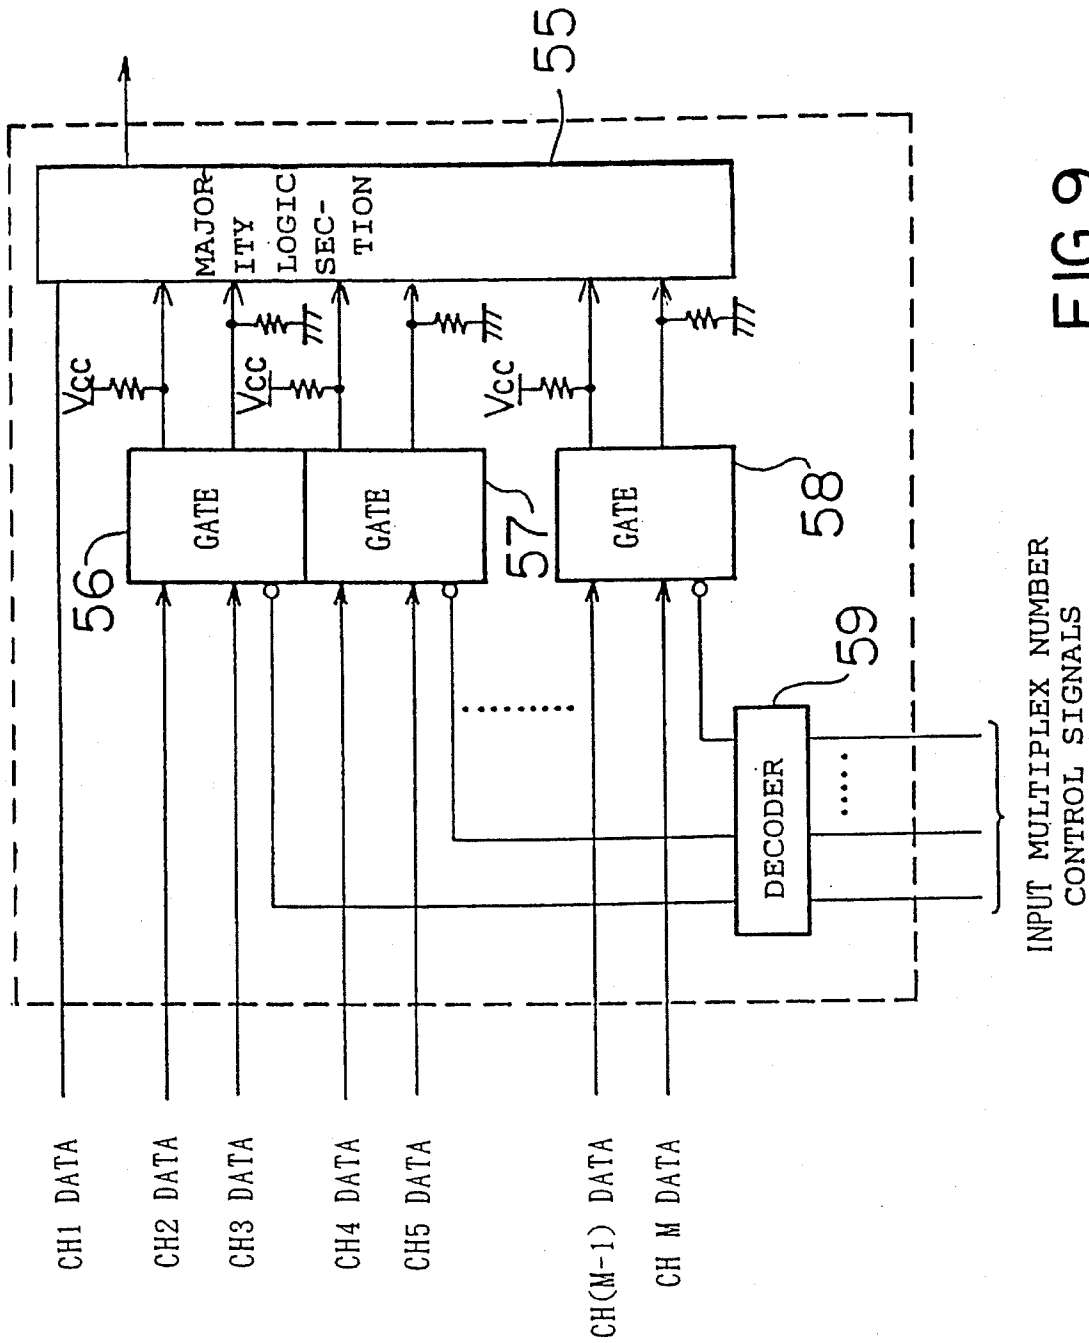 CH1 DATA
CH2 DATA
CH3 DATA
CH4 DATA
CH5 DATA
CH(M-1) DATA
CH M DATA
56
GATE
GATE
57
GATE
58
VCC
VCC
VCC
MAJOR-
ITY
LOGIC
SEC-
TION
55
DECODER
59
INPUT MULTIPLEX NUMBER
CONTROL SIGNALS
FIG 9